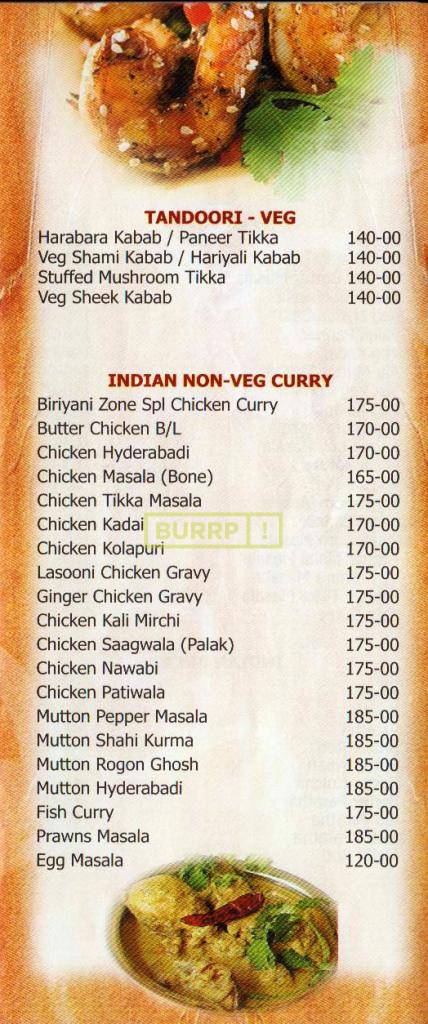 TANDOORI - VEG
Harabara Kabab / Paneer Tikka 140-00
Veg Shami Kabab / Hariyali Kabab 140-00
Stuffed Mushroom Tikka 140-00
Veg Sheek Kabab 140-00
INDIAN NON-VEG CURRY
Biriyani Zone Spl Chicken Curry 175-00
Butter Chicken B/L 170-00
Chicken Hyderabadi 170-00
Chicken Masala (Bone) 165-00
Chicken Tikka Masala 175-00
Chicken Kadai 170-00
BURRP!
Chicken Kolapuri 170-00
Lasooni Chicken Gravy 175-00
Ginger Chicken Gravy 175-00
Chicken Kali Mirchi 175-00
Chicken Saagwala (Palak) 175-00
Chicken Nawabi 175-00
Chicken Patiwala 175-00
Mutton Pepper Masala 185-00
Mutton Shahi Kurma 185-00
Mutton Rogon Ghosh 185-00
Mutton Hyderabadi 185-00
Fish Curry 175-00
Prawns Masala 185-00
Egg Masala 120-00